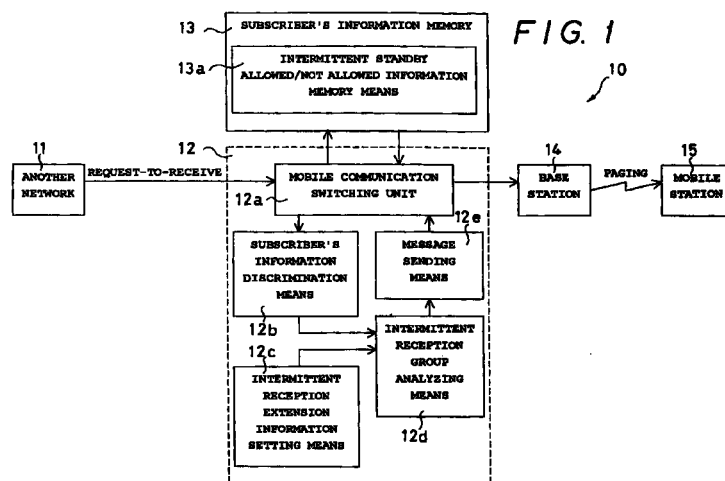 FIG. 1
10
13
SUBSCRIBER'S INFORMATION MEMORY
13a
INTERMITTENT STANDBY
ALLOWED/NOT ALLOWED INFORMATION
MEMORY MEANS
11
ANOTHER
NETWORK
REQUEST-TO-RECEIVE
12
MOBILE COMMUNICATION
SWITCHING UNIT
12a
14
BASE
STATION
PAGING
15
MOBILE
STATION
SUBSCRIBER'S
INFORMATION
DISCRIMINATION
MEANS
12b
12e
MESSAGE
SENDING
MEANS
12c
INTERMITTENT
RECEPTION
EXTENSION
INFORMATION
SETTING MEANS
INTERMITTENT
RECEPTION
GROUP
ANALYZING
MEANS
12d